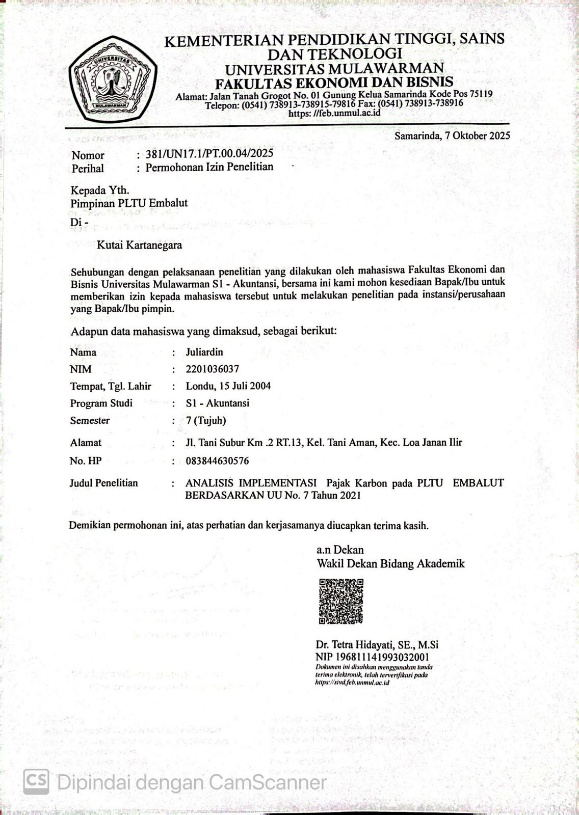 KEMENTERIAN PENDIDIKAN TINGGI, SAINS
DAN TEKNOLOGI
UNIVERSITAS MULAWARMAN
FAKULTAS EKONOMI DAN BISNIS
Alamat: Jalan Tanah Grogot No. 01 Gunung Kelua Samarinda Kode Pos 75119
Telepon: (0541) 738913-738915-79816 Fax: (0541) 738913-738916
https: //feb.unmul.ac.id
Samarinda, 7 Oktober 2025
Nomor : 381/UN17.1/PT.00.04/2025
Perihal : Permohonan Izin Penelitian
Kepada Yth.
Pimpinan PLTU Embalut
Di -
Kutai Kartanegara
Sehubungan dengan pelaksanaan penelitian yang dilakukan oleh mahasiswa Fakultas Ekonomi dan
Bisnis Universitas Mulawarman S1 - Akuntansi, bersama ini kami mohon kesediaan Bapak/Ibu untuk
memberikan izin kepada mahasiswa tersebut untuk melakukan penelitian pada instansi/perusahaan
yang Bapak/Ibu pimpin.
Adapun data mahasiswa yang dimaksud, sebagai berikut:
Nama : Juliardin
NIM : 2201036037
Tempat, Tgl. Lahir : Londu, 15 Juli 2004
Program Studi : S1 - Akuntansi
Semester : 7 (Tujuh)
Alamat : Jl. Tani Subur Km .2 RT.13, Kel. Tani Aman, Kec. Loa Janan Ilir
No. HP : 083844630576
Judul Penelitian : ANALISIS IMPLEMENTASI Pajak Karbon pada PLTU EMBALUT
BERDASARKAN UU No. 7 Tahun 2021
Demikian permohonan ini, atas perhatian dan kerjasamanya diucapkan terima kasih.
a.n Dekan
Wakil Dekan Bidang Akademik
Dr. Tetra Hidayati, SE., M.Si
NIP 196811141993032001
Dokumen ini disahkan menggunakan tanda
terima elektronik, telah terverifikasi pada
feb.unmul.ac.id
CS Dipindai dengan CamScanner